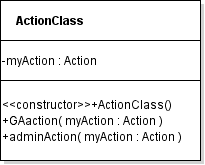 ActionClass
-myAction : Action
<<constructor>>+ActionClass()
+GAaction( myAction : Action )
+adminAction( myAction : Action )